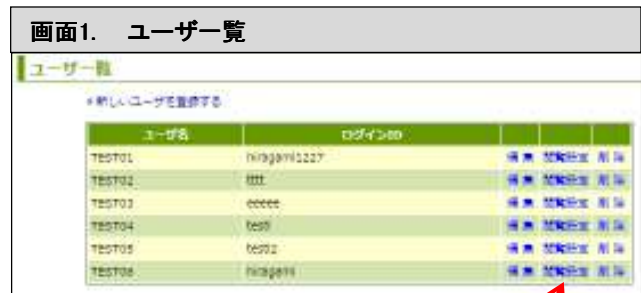 画面1. ユーザ一覧
ユーザ一覧
新しいユーザを登録する
ユーザ名 ログインID
TEST01 hiragami1227 編集 閲覧設定 削除
TEST02 tttt 編集 閲覧設定 削除
TEST03 eeeee 編集 閲覧設定 削除
TEST04 test1 編集 閲覧設定 削除
TEST05 test12 編集 閲覧設定 削除
TEST06 hiragami 編集 閲覧設定 削除